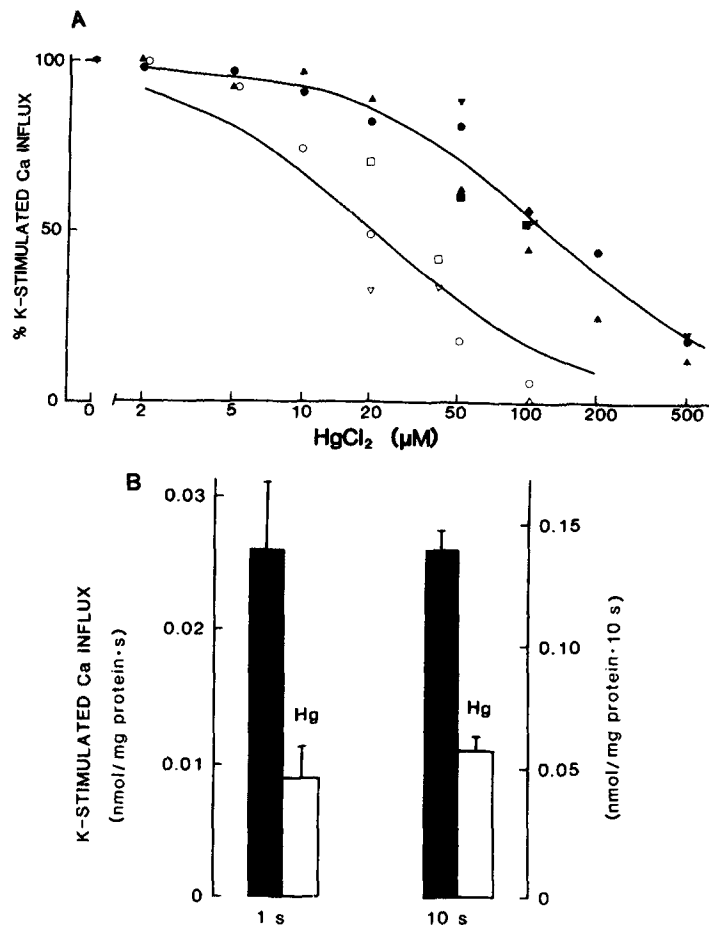 A
% K-STIMULATED Ca INFLUX
100
50
0
0 2 5 10 20 50 100 200 500
HgCl₂ (μM)
B
K-STIMULATED Ca INFLUX
(nmol/mg protein·s)
0.03
0.02
0.01
0
Hg
Hg
1 s
10 s
0.15
0.10
0.05
0
(nmol/mg protein·10 s)